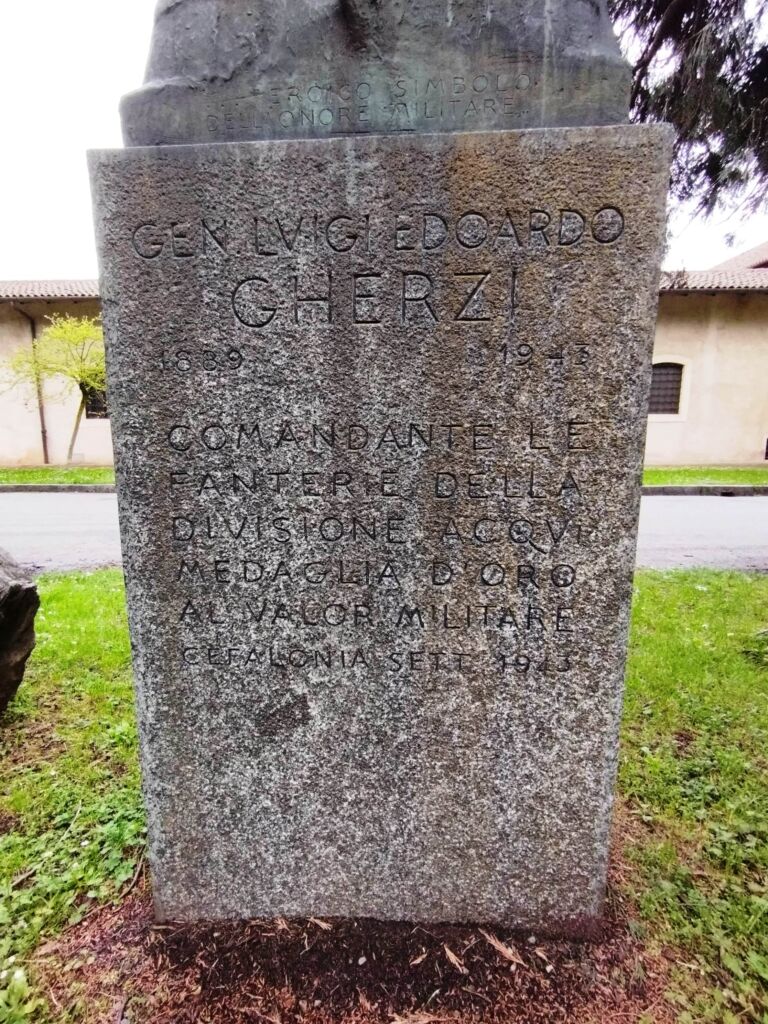 EROICO SIMBOLO
DELL'ONORE MILITARE
GEN LVIGI EDOARDO
GHERZI
1889 1943
COMANDANTE LE
FANTERIE DELLA
DIVISIONE ACQVI
MEDAGLIA D'ORO
AL VALOR MILITARE
CEFALONIA SETT. 1943